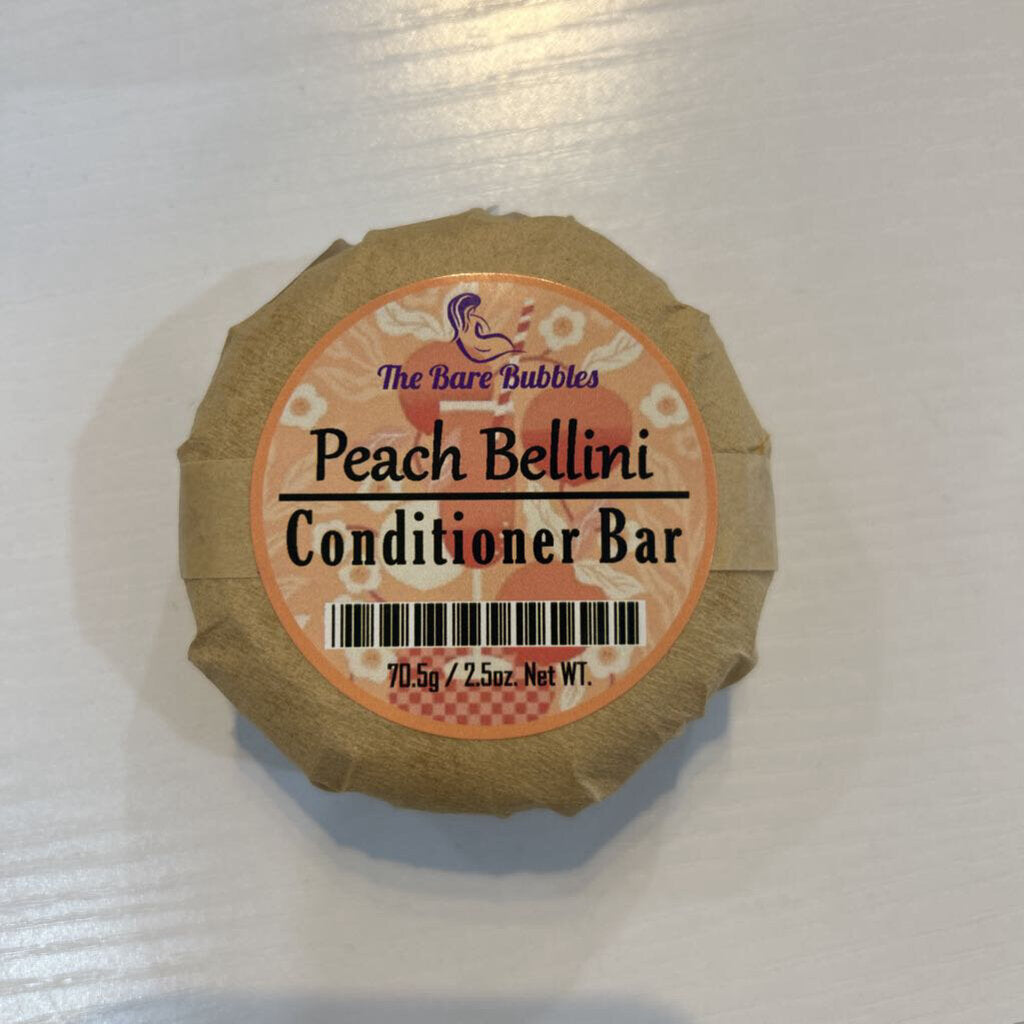 The Bare Bubbles
Peach Bellini
Conditioner Bar
70.5g / 2.5oz. Net WT.